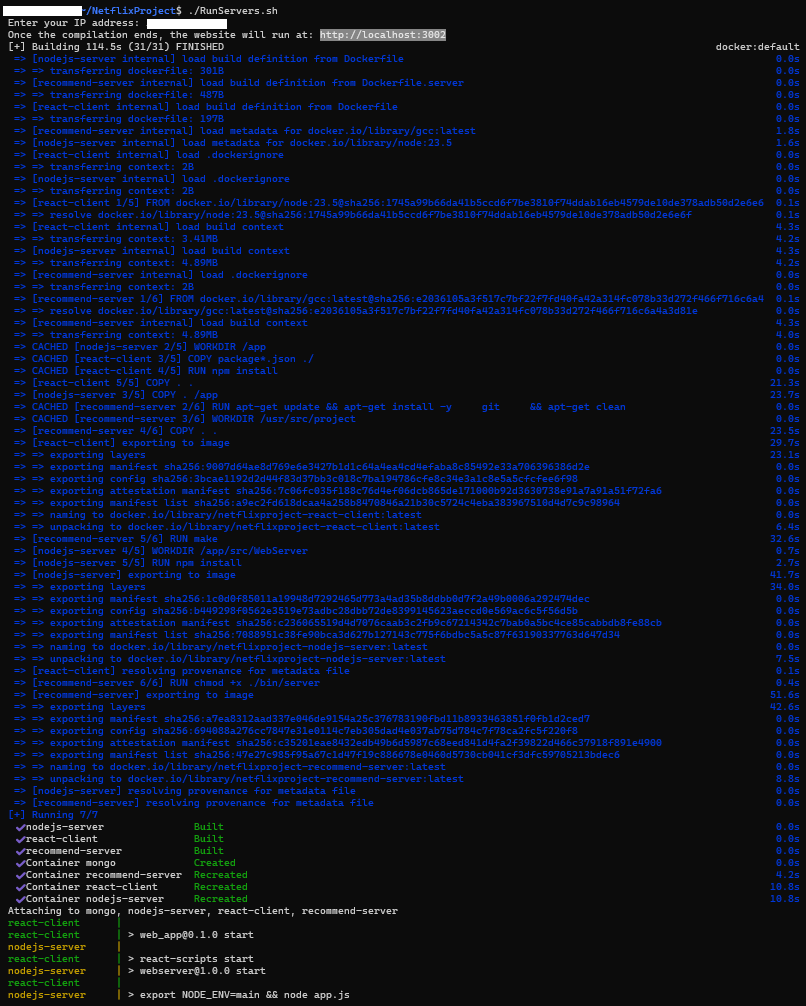 ~/NetflixProject$ ./RunServers.sh
Enter your IP address:
Once the compilation ends, the website will run at: http://localhost:3002
[+] Building 114.5s (31/31) FINISHED docker:default
=> [nodejs-server internal] load build definition from Dockerfile 0.0s
=> => transferring dockerfile: 301B 0.0s
=> [recommend-server internal] load build definition from Dockerfile.server 0.0s
=> => transferring dockerfile: 487B 0.0s
=> [react-client internal] load build definition from Dockerfile 0.0s
=> => transferring dockerfile: 197B 0.0s
=> [recommend-server internal] load metadata for docker.io/library/gcc:latest 1.8s
=> [nodejs-server internal] load metadata for docker.io/library/node:23.5 1.6s
=> [react-client internal] load .dockerignore 0.0s
=> => transferring context: 2B 0.0s
=> [nodejs-server internal] load .dockerignore 0.0s
=> => transferring context: 2B 0.0s
=> [react-client 1/5] FROM docker.io/library/node:23.5@sha256:1745a99b66da41b5ccd6f7be3810f74ddab16eb4579de10de378adb50d2e6e6 0.1s
=> => resolve docker.io/library/node:23.5@sha256:1745a99b66da41b5ccd6f7be3810f74ddab16eb4579de10de378adb50d2e6e6f 0.1s
=> [react-client internal] load build context 4.3s
=> => transferring context: 3.41MB 4.2s
=> [nodejs-server internal] load build context 4.3s
=> => transferring context: 4.89MB 4.2s
=> [recommend-server internal] load .dockerignore 0.0s
=> => transferring context: 2B 0.0s
=> [recommend-server 1/6] FROM docker.io/library/gcc:latest@sha256:e2036105a3f517c7bf22f7fd40fa42a314fc078b33d272f466f716c6a4 0.1s
=> => resolve docker.io/library/gcc:latest@sha256:e2036105a3f517c7bf22f7fd40fa42a314fc078b33d272f466f716c6a4a3d81e 0.0s
=> [recommend-server internal] load build context 4.3s
=> => transferring context: 4.89MB 4.0s
=> CACHED [nodejs-server 2/5] WORKDIR /app 0.0s
=> CACHED [react-client 3/5] COPY package*.json ./ 0.0s
=> CACHED [react-client 4/5] RUN npm install 0.0s
=> [react-client 5/5] COPY . . 21.3s
=> [nodejs-server 3/5] COPY . /app 23.7s
=> CACHED [recommend-server 2/6] RUN apt-get update && apt-get install -y     git     && apt-get clean 0.0s
=> CACHED [recommend-server 3/6] WORKDIR /usr/src/project 0.0s
=> [recommend-server 4/6] COPY . . 23.5s
=> [react-client] exporting to image 29.7s
=> => exporting layers 23.1s
=> => exporting manifest sha256:9007d64ae8d769e6e3427b1d1c64a4ea4cd4efaba8c85492e33a706396386d2e 0.0s
=> => exporting config sha256:3bcae1192d2d44f83d37bb3c018c7ba194786cfe8c34e3a1c8e5a5cfcfee6f98 0.0s
=> => exporting attestation manifest sha256:7c06fc035f188c76d4ef06dcb865de171000b92d3630738e91a7a91a51f72fa6 0.0s
=> => exporting manifest list sha256:a9ec2fd618dcaa4a258b8470846a21b30c5724c4eba383967510d4d7c9c98964 0.0s
=> => naming to docker.io/library/netflixproject-react-client:latest 0.0s
=> => unpacking to docker.io/library/netflixproject-react-client:latest 6.4s
=> [recommend-server 5/6] RUN make 32.6s
=> [nodejs-server 4/5] WORKDIR /app/src/WebServer 0.7s
=> [nodejs-server 5/5] RUN npm install 2.7s
=> [nodejs-server] exporting to image 41.7s
=> => exporting layers 34.0s
=> => exporting manifest sha256:1c0d0f85011a19948d7292465d773a4ad35b8ddbb0d7f2a49b0006a292474dec 0.0s
=> => exporting config sha256:b449298f0562e3519e73adbc28dbb72de8399145623aeccd0e569ac6c5f56d5b 0.0s
=> => exporting attestation manifest sha256:c236065519d4d7076caab3c2fb9c67214342c7bab0a5bc4ce85cabbdb8fe88cb 0.0s
=> => exporting manifest list sha256:7088951c38fe90bca3d627b127143c775f6bdbc5a5c87f63190337763d647d34 0.0s
=> => naming to docker.io/library/netflixproject-nodejs-server:latest 0.0s
=> => unpacking to docker.io/library/netflixproject-nodejs-server:latest 7.5s
=> [react-client] resolving provenance for metadata file 0.1s
=> [recommend-server 6/6] RUN chmod +x ./bin/server 0.4s
=> [recommend-server] exporting to image 51.6s
=> => exporting layers 42.6s
=> => exporting manifest sha256:a7ea8312aad337e046de9154a25c376783190fbd11b8933463851f0fb1d2ced7 0.0s
=> => exporting config sha256:694088a276cc7847e31e0114c7eb305dad4e037ab75d784c7f78ca2fc5f220f8 0.0s
=> => exporting attestation manifest sha256:c35201eae8432edb49b6d5987c68eed841d4fa2f39822d466c37918f891e4900 0.0s
=> => exporting manifest list sha256:47e27c985f95a67c1d47f19c886678e0460d5730cb041cf3dfc59705213bdec6 0.0s
=> => naming to docker.io/library/netflixproject-recommend-server:latest 0.0s
=> => unpacking to docker.io/library/netflixproject-recommend-server:latest 8.8s
=> [nodejs-server] resolving provenance for metadata file 0.0s
=> [recommend-server] resolving provenance for metadata file 0.0s
[+] Running 7/7
✔nodejs-server Built 0.0s
✔react-client Built 0.0s
✔recommend-server Built 0.0s
✔Container mongo Created 0.0s
✔Container recommend-server Recreated 4.2s
✔Container react-client Recreated 10.8s
✔Container nodejs-server Recreated 10.8s
Attaching to mongo, nodejs-server, react-client, recommend-server
react-client |
react-client | > web_app@0.1.0 start
nodejs-server |
react-client | > react-scripts start
nodejs-server | > webserver@1.0.0 start
react-client |
nodejs-server | > export NODE_ENV=main && node app.js